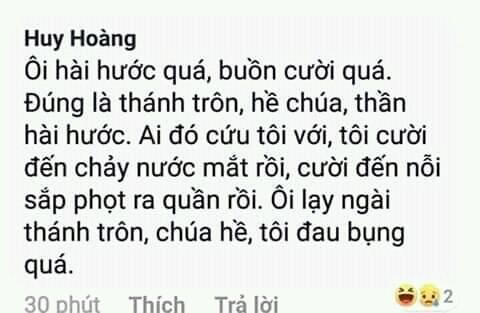 Huy Hoàng
Ôi hài hước quá, buồn cười quá.
Đúng là thánh trôn, hề chúa, thần
hài hước. Ai đó cứu tôi với, tôi cười
đến chảy nước mắt rồi, cười đến nỗi
sắp phọt ra quần rồi. Ôi lạy ngài
thánh trôn, chúa hề, tôi đau bụng
quá.
30 phút Thích Trả lời 2